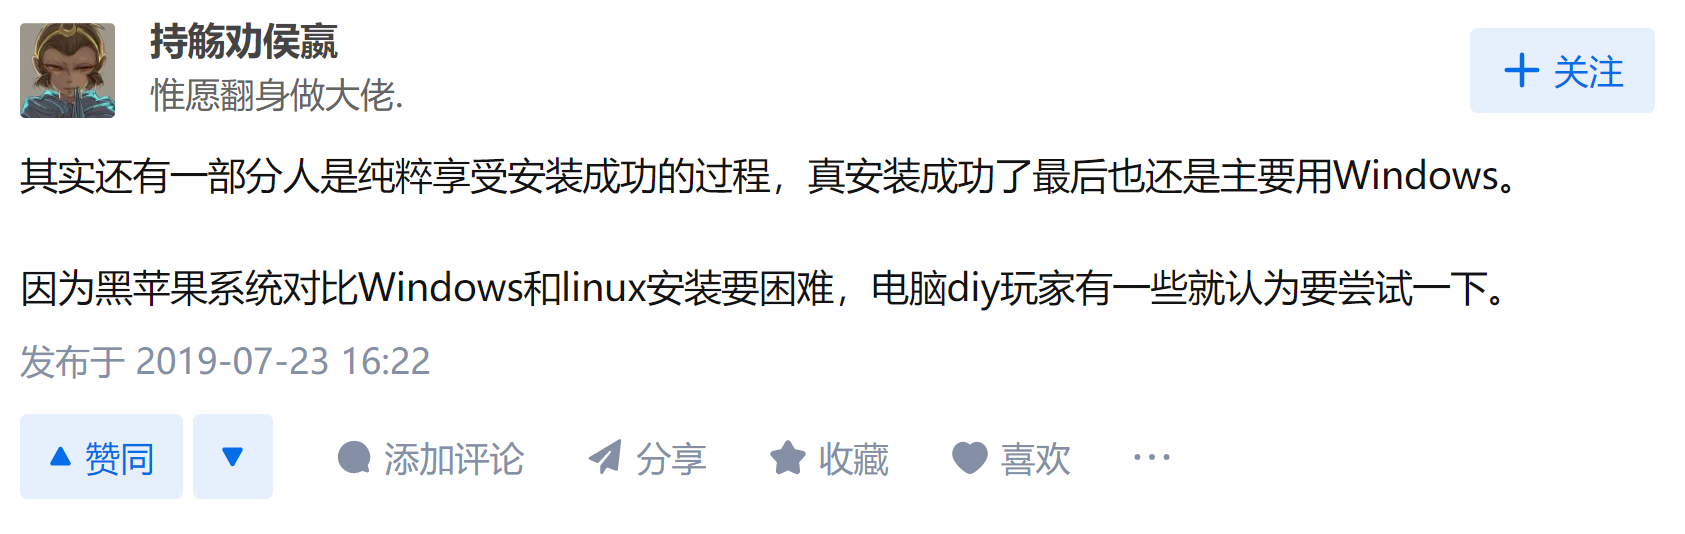 持觞劝侯嬴
惟愿翻身做大佬.
关注
其实还有一部分人是纯粹享受安装成功的过程，真安装成功了最后也还是主要用Windows。
因为黑苹果系统对比Windows和linux安装要困难，电脑diy玩家有一些就认为要尝试一下。
发布于 2019-07-23 16:22
赞同 添加评论 分享 收藏 喜欢 ···